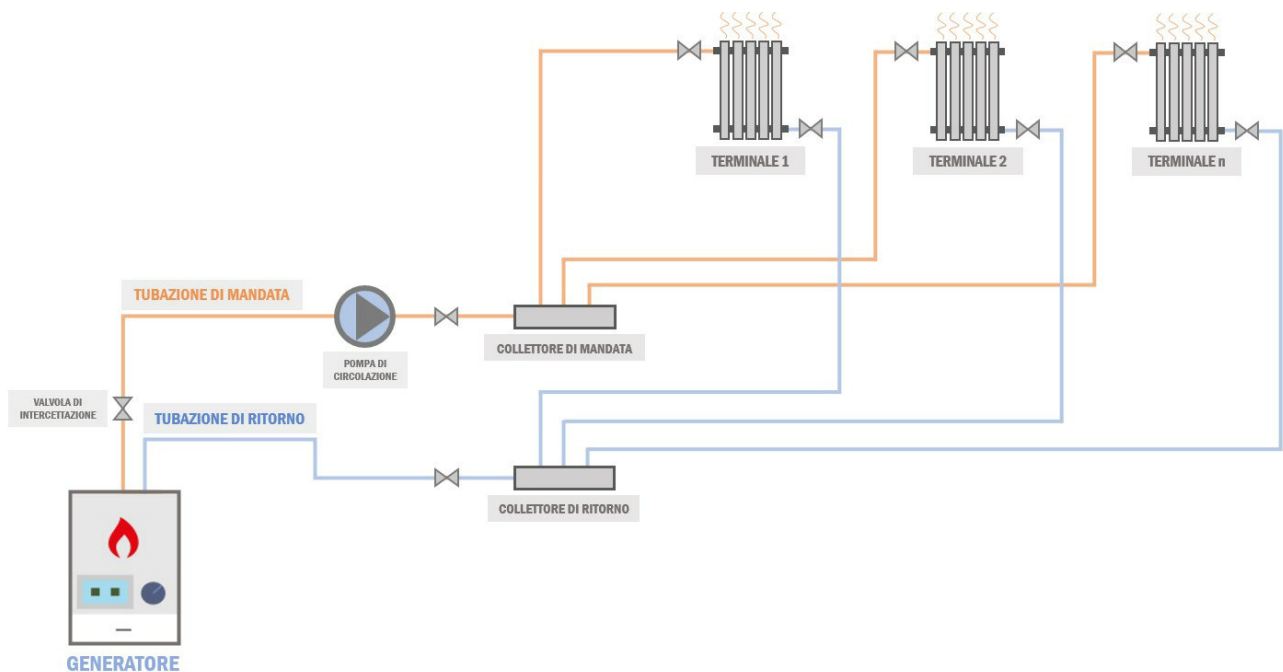 TERMINALE 1
TERMINALE 2
TERMINALE n
TUBAZIONE DI MANDATA
COLLETTORE DI MANDATA
POMPA DI
CIRCOLAZIONE
VALVOLA DI
INTERCETTAZIONE
TUBAZIONE DI RITORNO
COLLETTORE DI RITORNO
GENERATORE